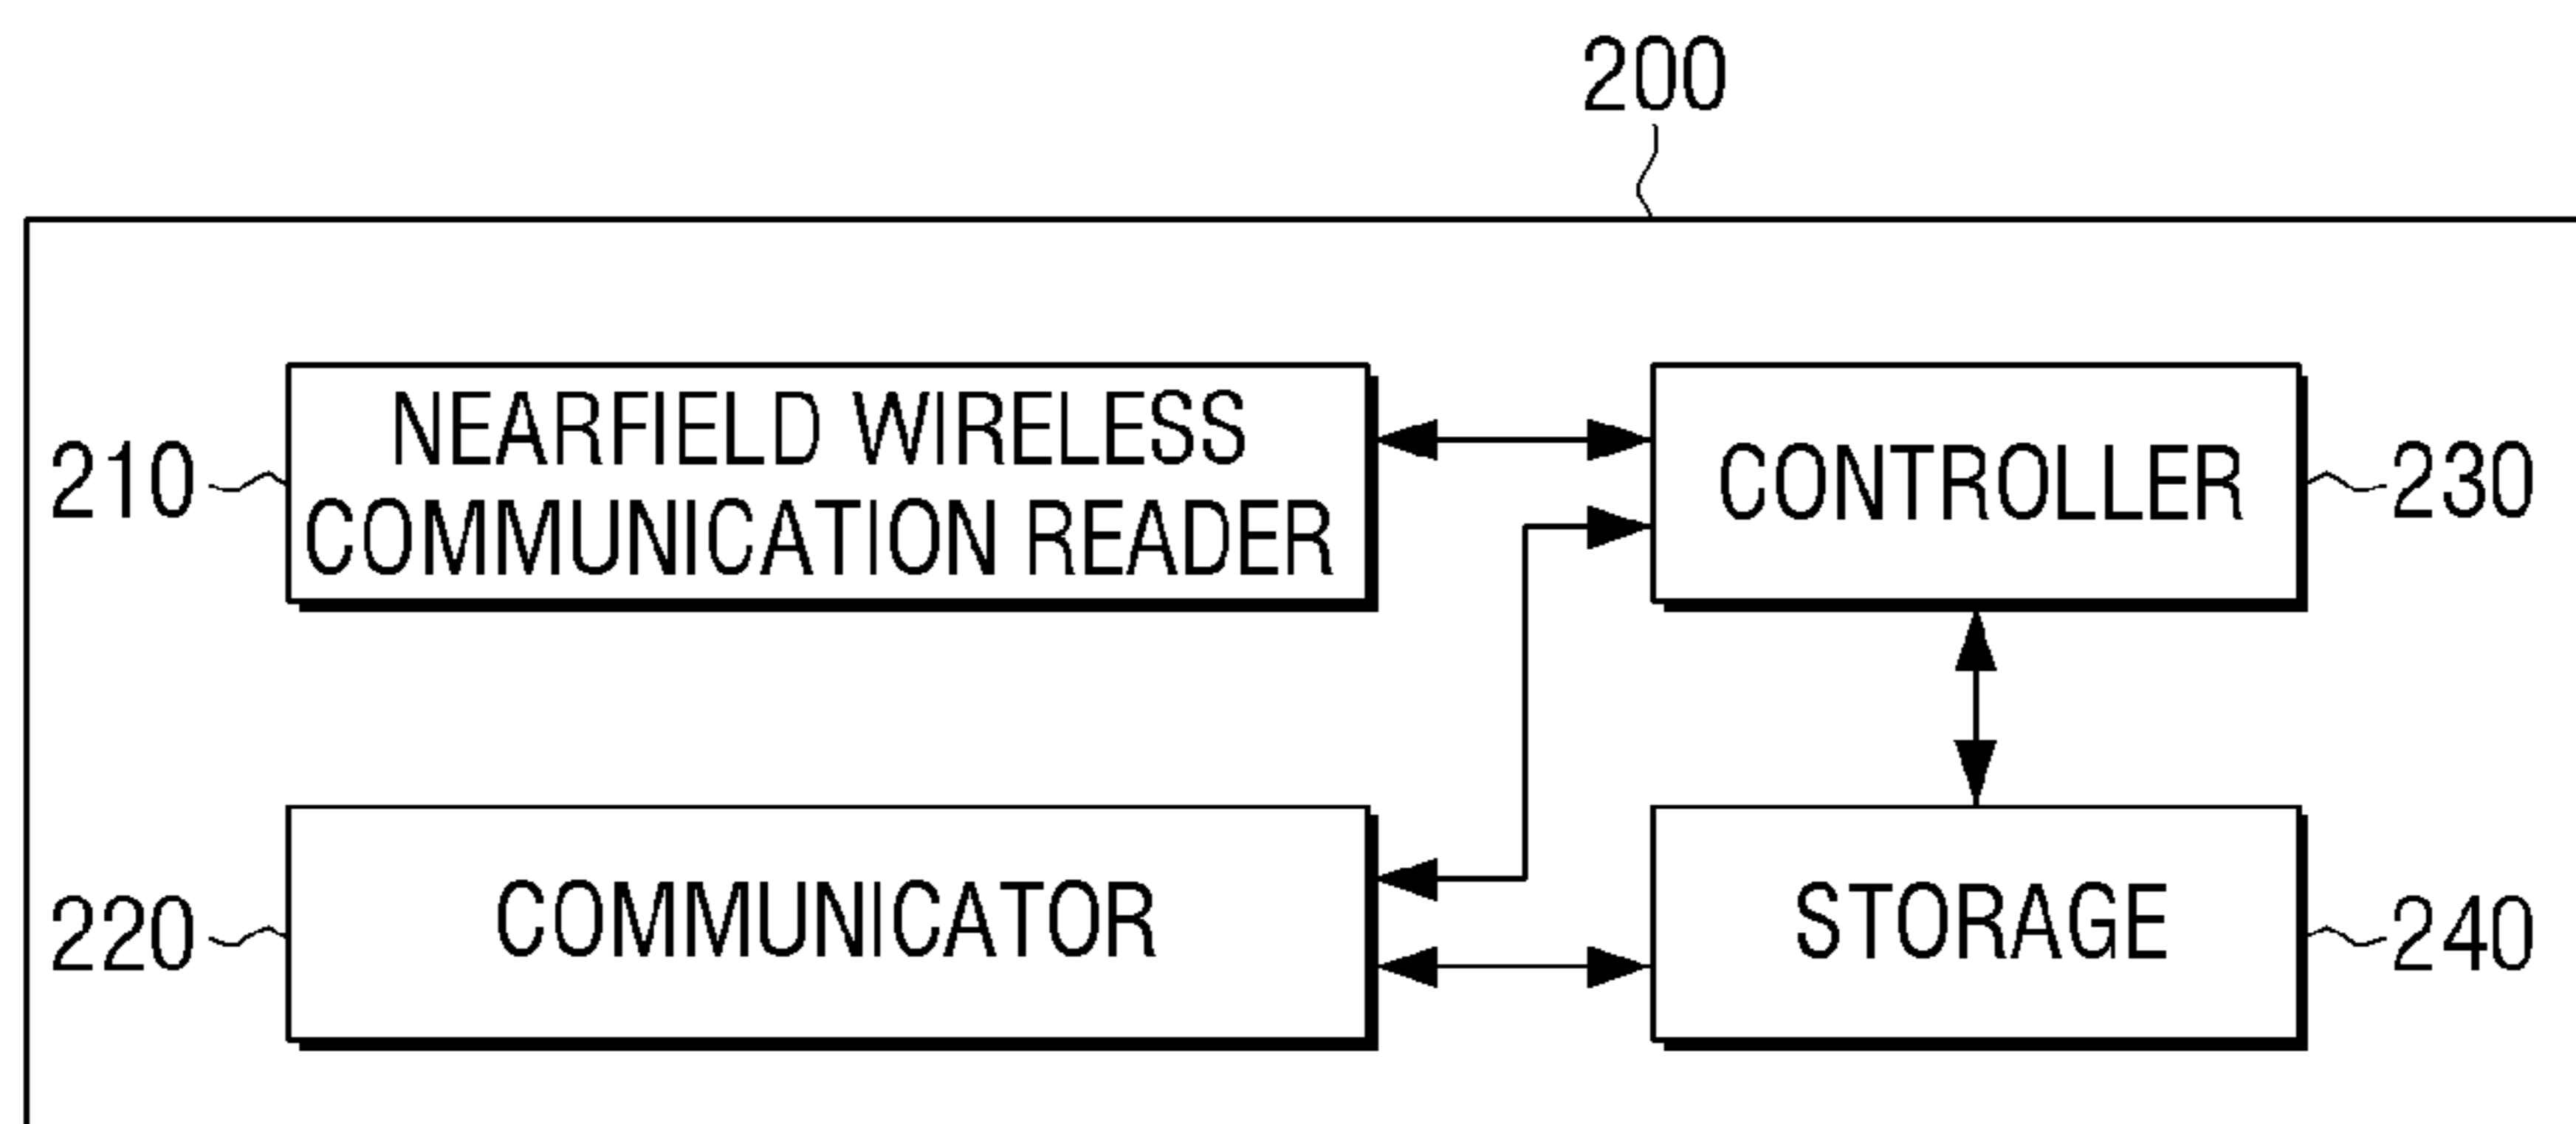 200
210
NEARFIELD WIRELESS
COMMUNICATION READER
CONTROLLER
230
220
COMMUNICATOR
STORAGE
240